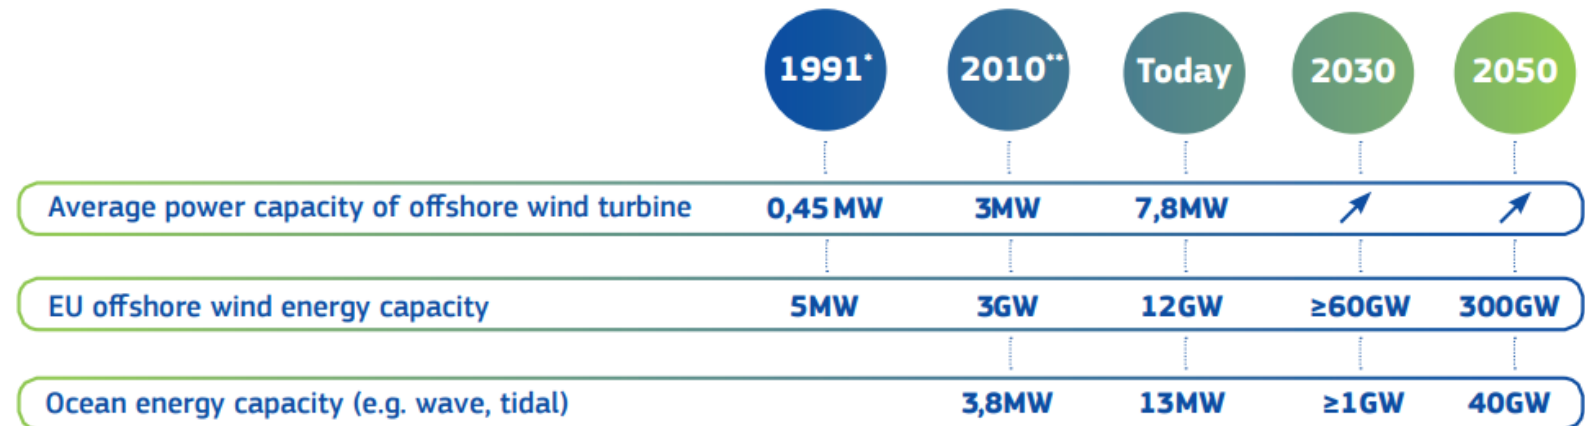 1991* 2010** Today 2030 2050
Average power capacity of offshore wind turbine 0,45 MW 3MW 7,8MW
EU offshore wind energy capacity 5MW 3GW 12GW ≥60GW 300GW
Ocean energy capacity (e.g. wave, tidal) 3,8MW 13MW ≥1GW 40GW